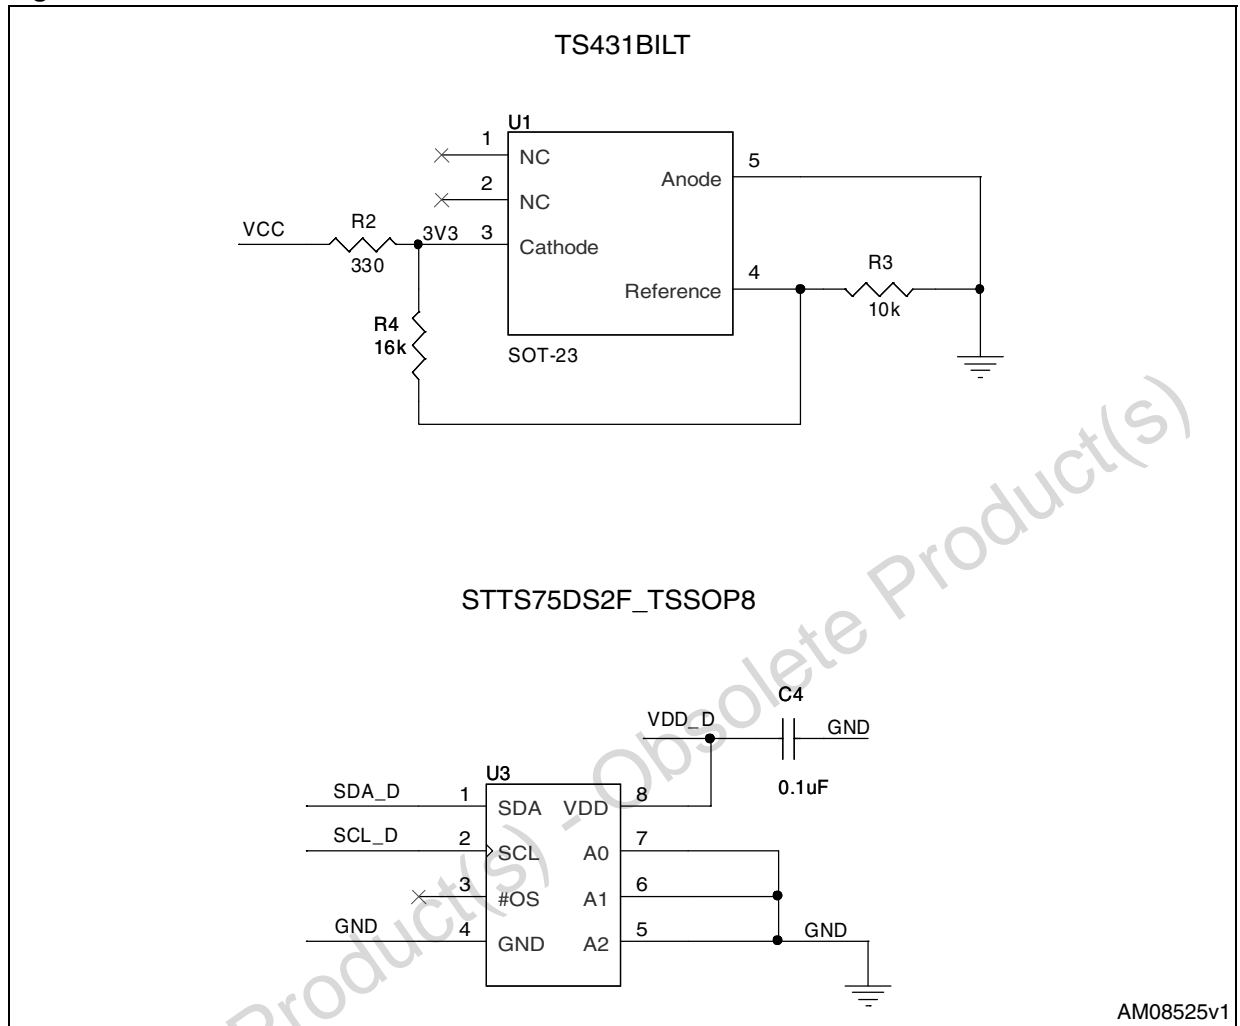 TS431BILT
U1
1
NC
5
Anode
2
NC
VCC
R2
330
3V3
3
Cathode
4
Reference
R3
10k
R4
16k
SOT-23
STTS75DS2F_TSSOP8
C4
VDD_D
GND
0.1uF
U3
SDA_D
1
SDA
VDD
8
SCL_D
2
SCL
A0
7
3
#OS
A1
6
GND
4
GND
A2
5
GND
Product(s) - Obsolete Product(s)
AM08525v1